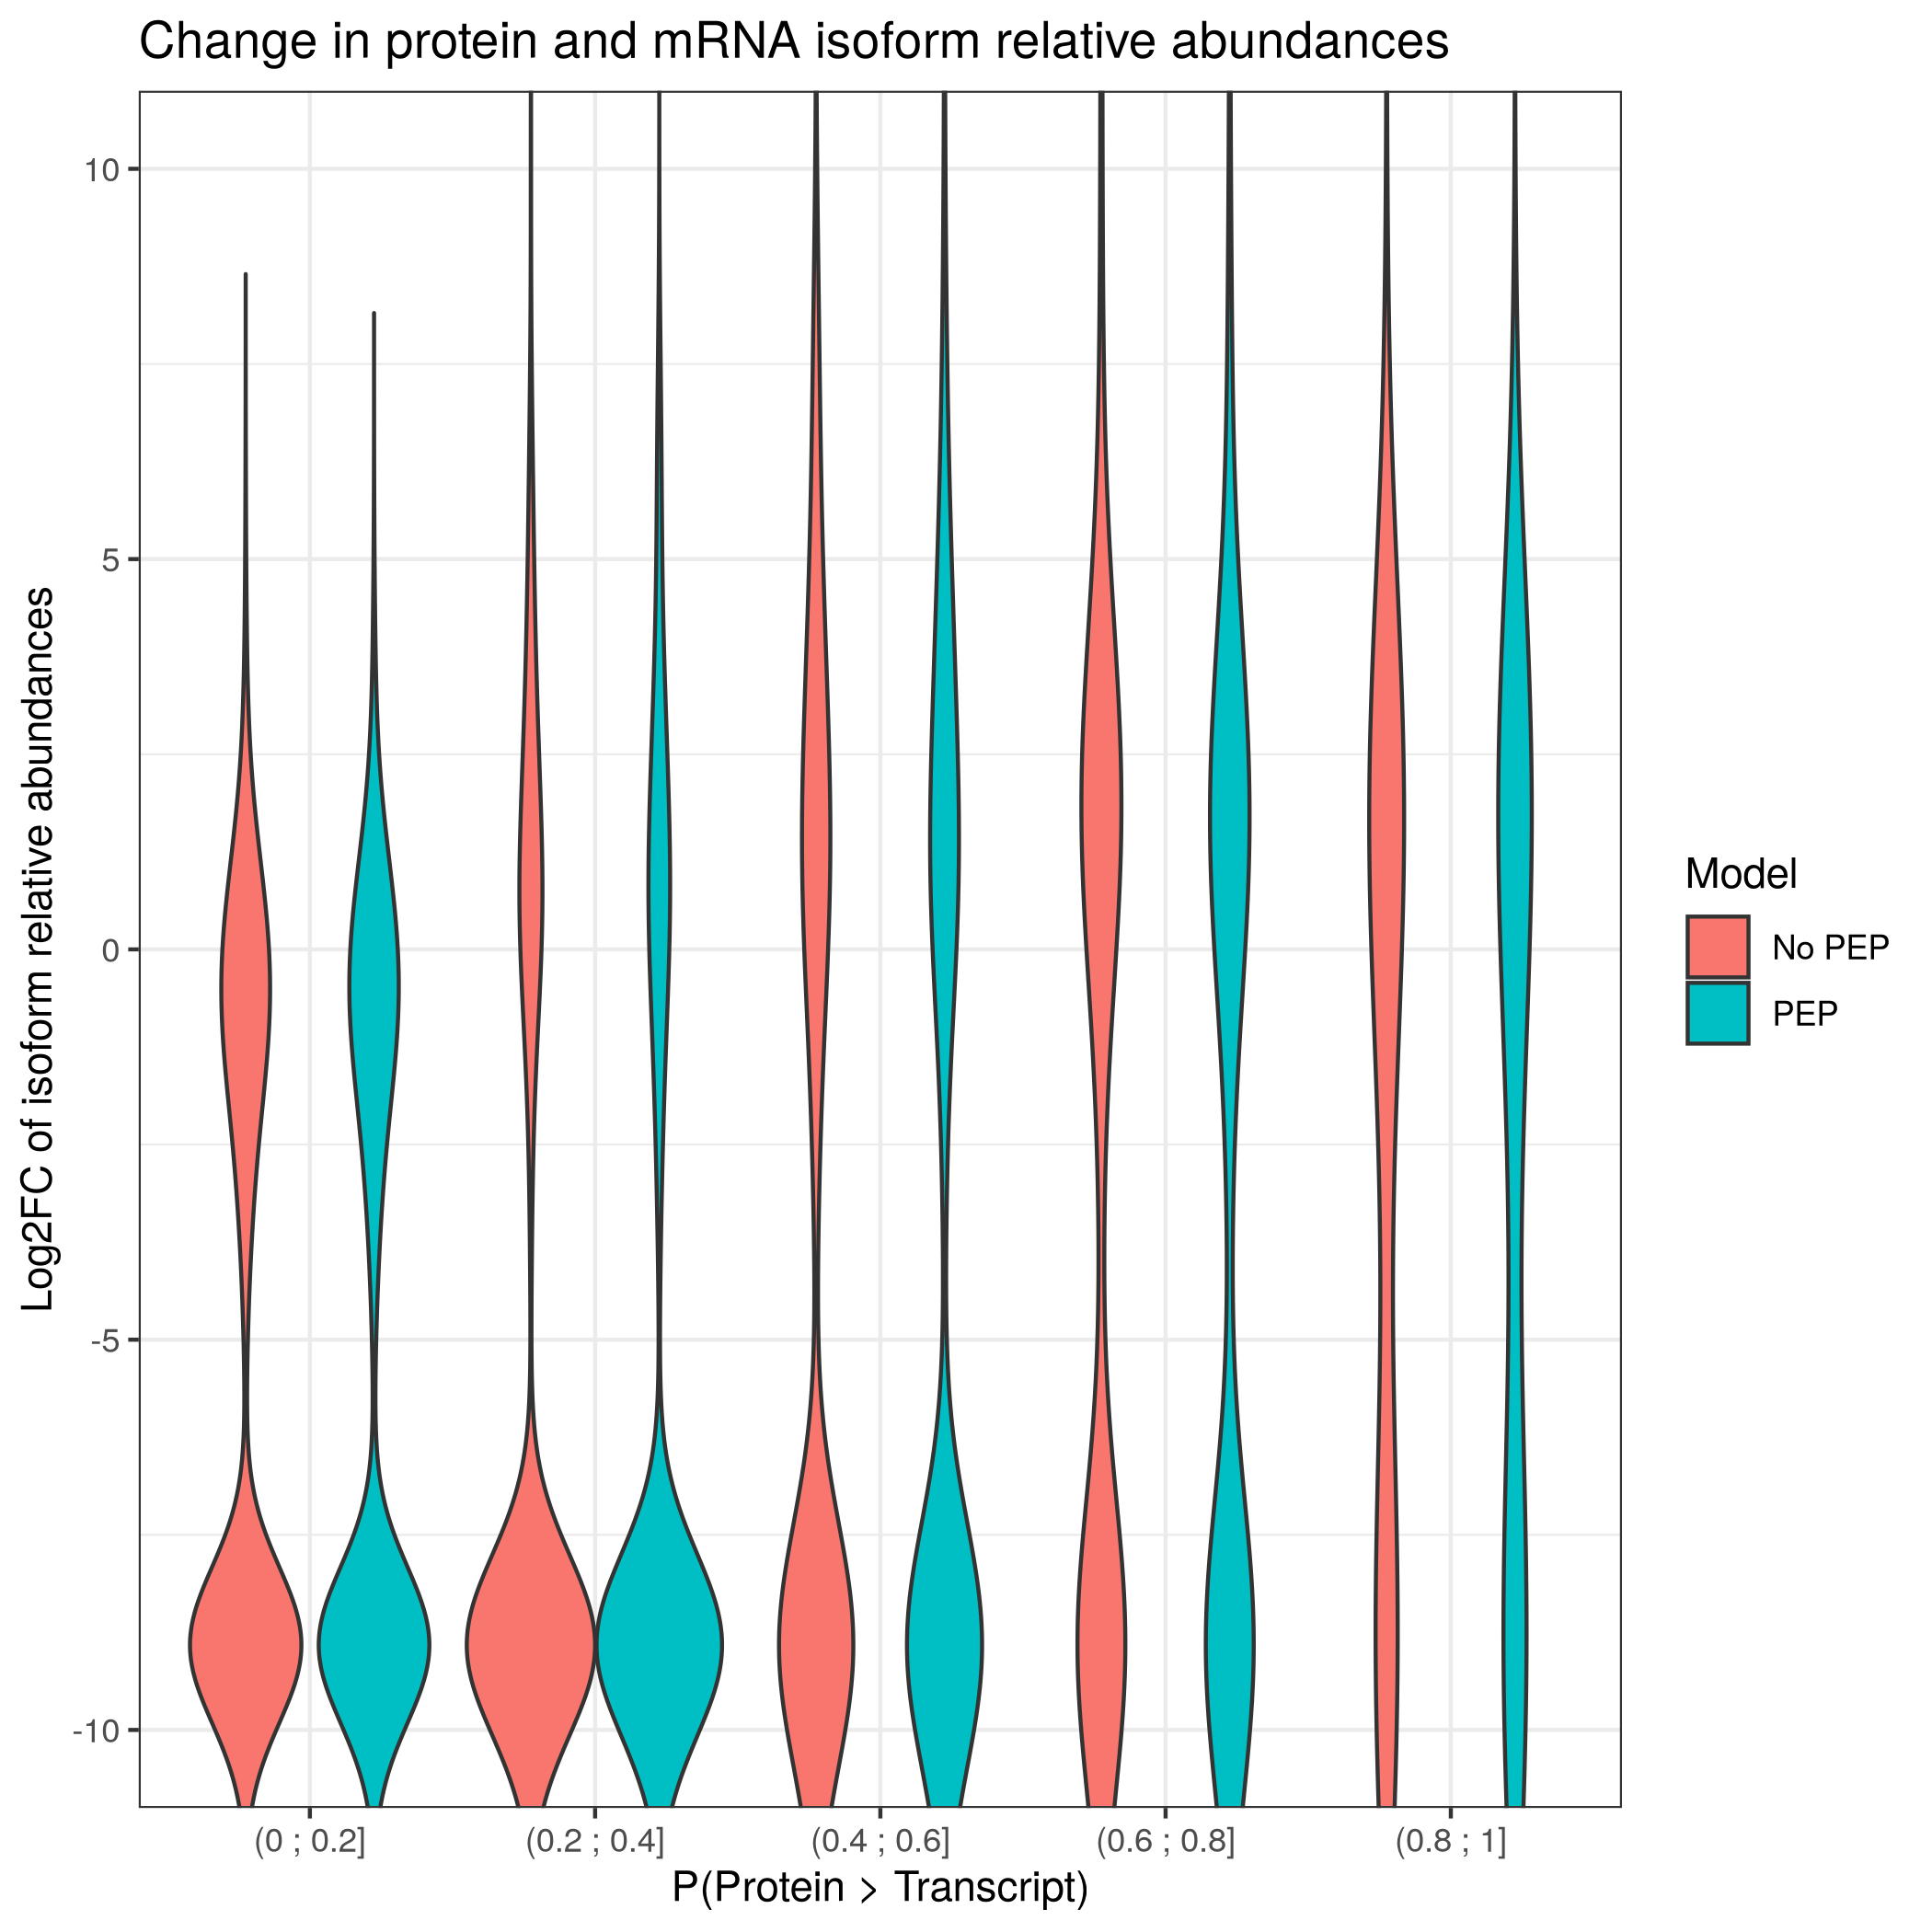 Change in protein and mRNA isoform relative abundances
Log2FC of isoform relative abundances
10
5
0
-5
-10
(0 ; 0.2]
(0.2 ; 0.4]
(0.4 ; 0.6]
(0.6 ; 0.8]
(0.8 ; 1]
P(Protein > Transcript)
Model
No PEP
PEP